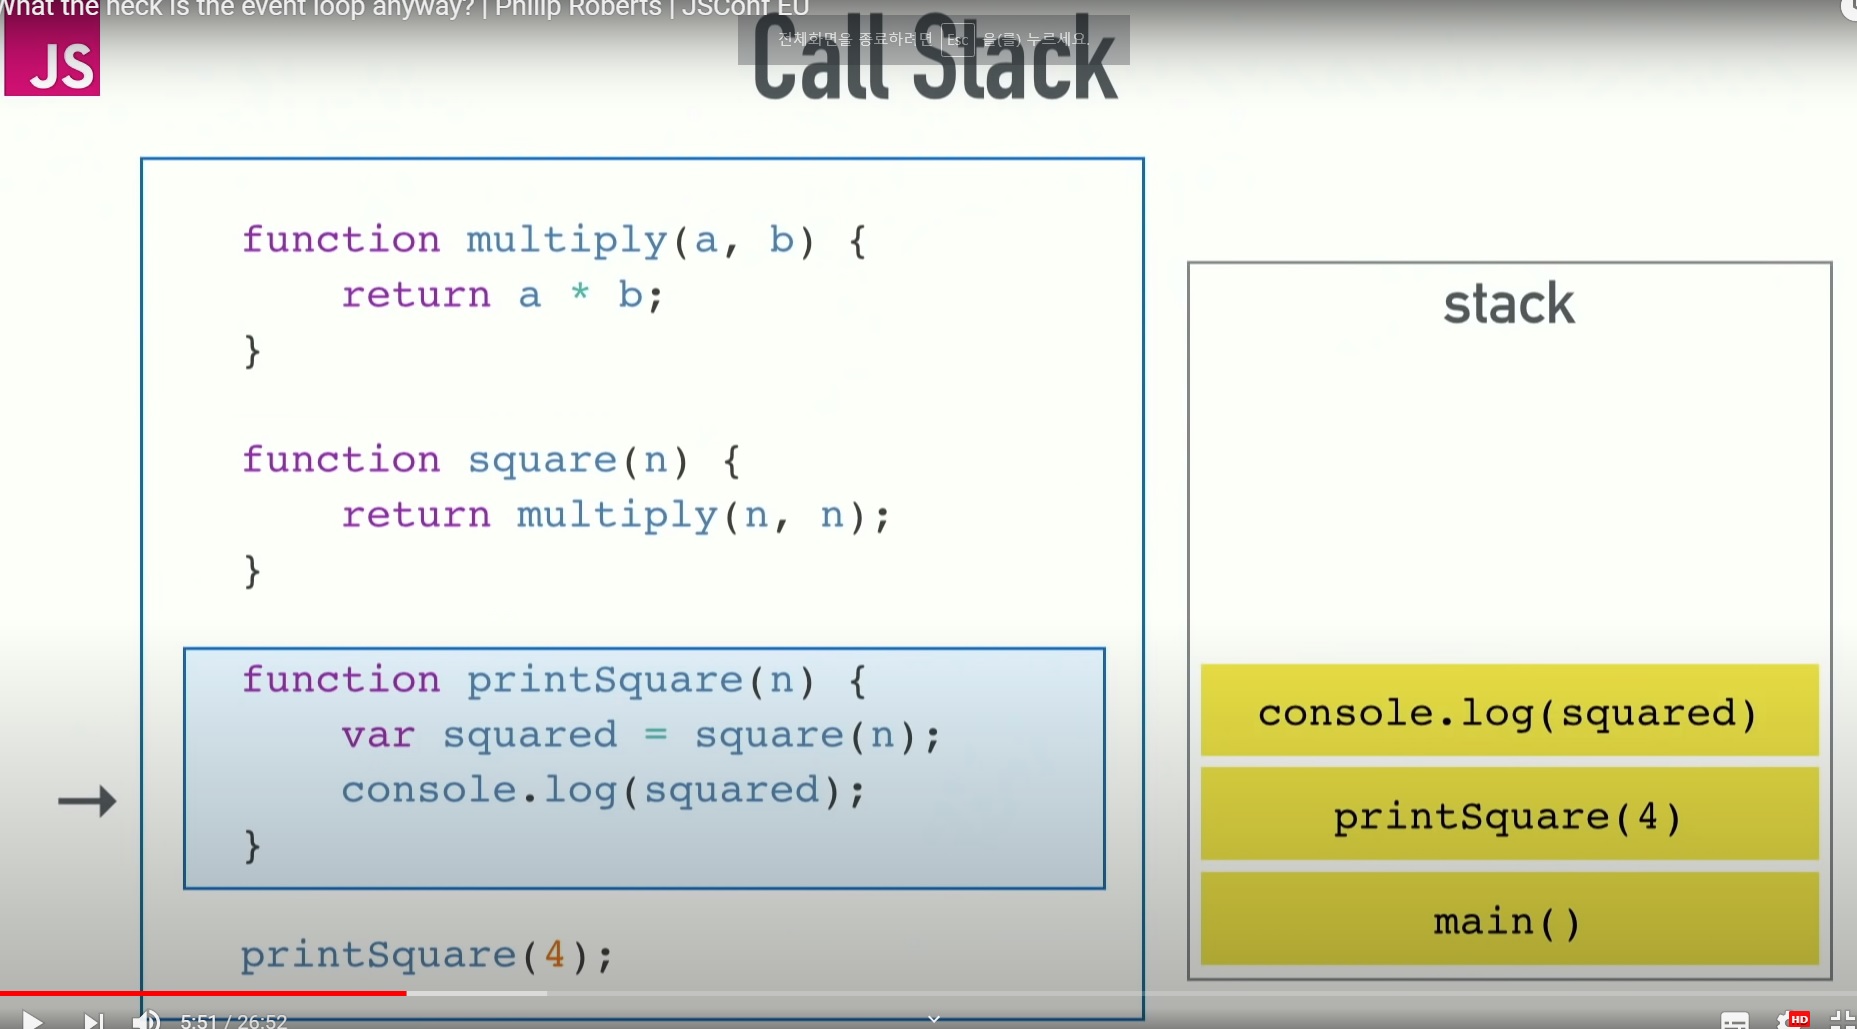 What the heck is the event loop anyway? | Philip Roberts | JSConf EU
JS
전체화면을 종료하려면 Esc 을(를) 누르세요.
Call Stack
function multiply(a, b) {
    return a * b;
}
function square(n) {
    return multiply(n, n);
}
function printSquare(n) {
    var squared = square(n);
    console.log(squared);
}
printSquare(4);
stack
console.log(squared)
printSquare(4)
main()
5:51 / 26:52
HD